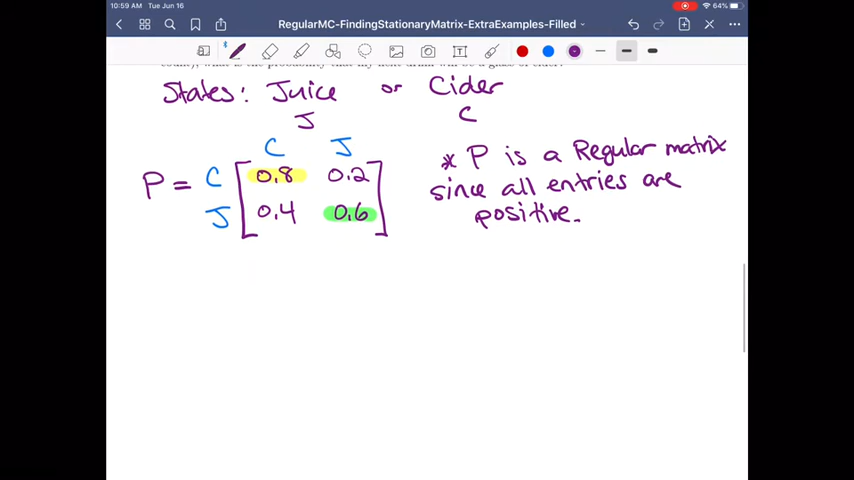 10:59 AM Tue Jun 16
64%
RegularMC-FindingStationaryMatrix-ExtraExamples-Filled
States: Juice or Cider
J C
C J
P = C 0.8 0.2
J 0.4 0.6
* P is a Regular matrix
since all entries are
positive.